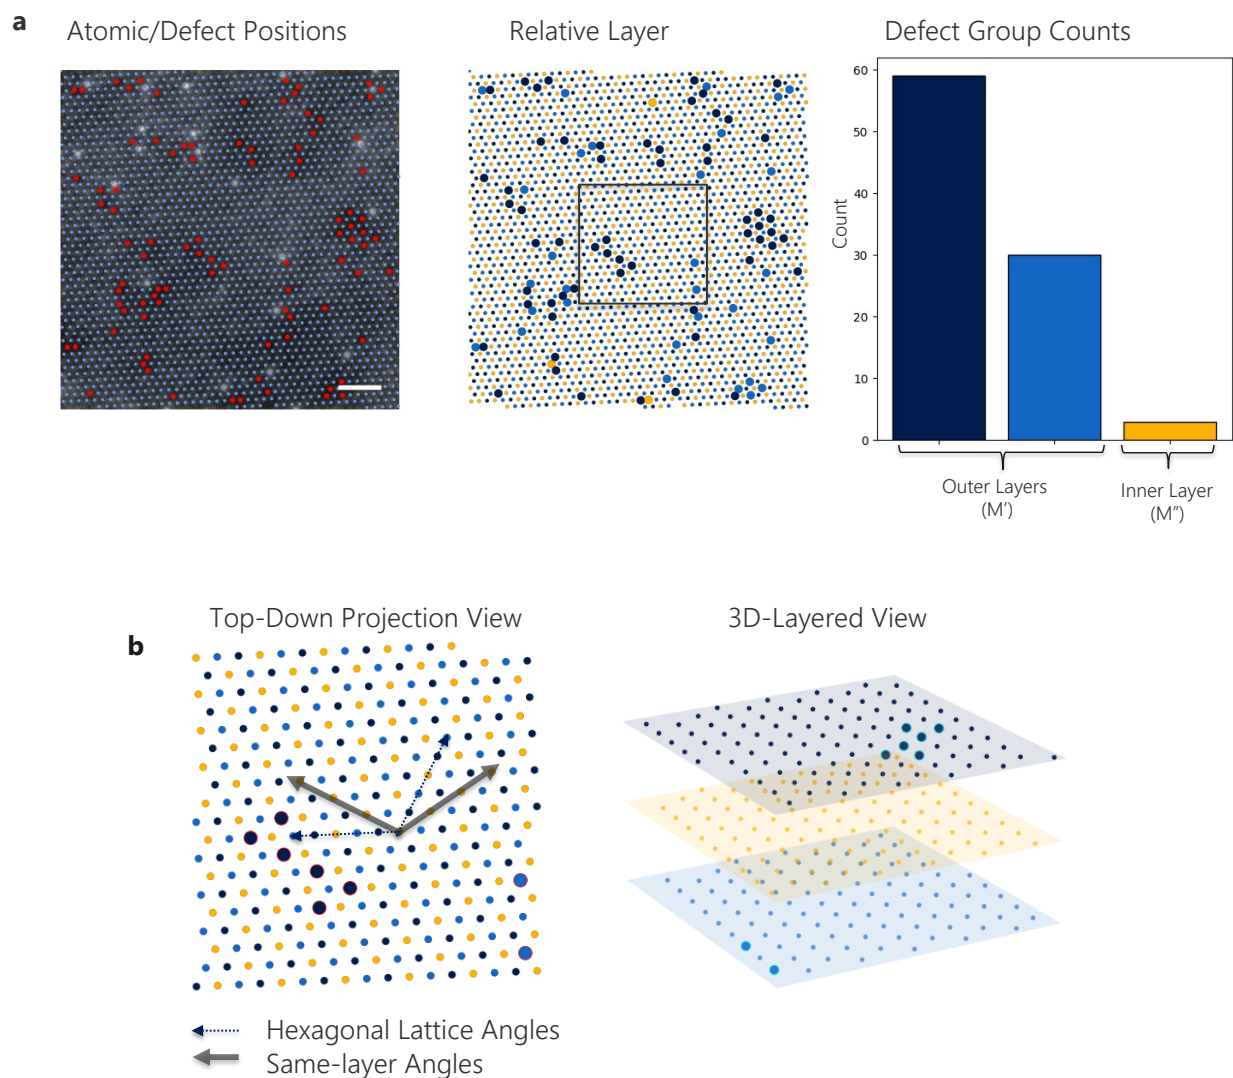 a
Atomic/Defect Positions
Relative Layer
Defect Group Counts
60
50
40
30
20
10
0
Count
Outer Layers
(M')
Inner Layer
(M")
b
Top-Down Projection View
3D-Layered View
Hexagonal Lattice Angles
Same-layer Angles